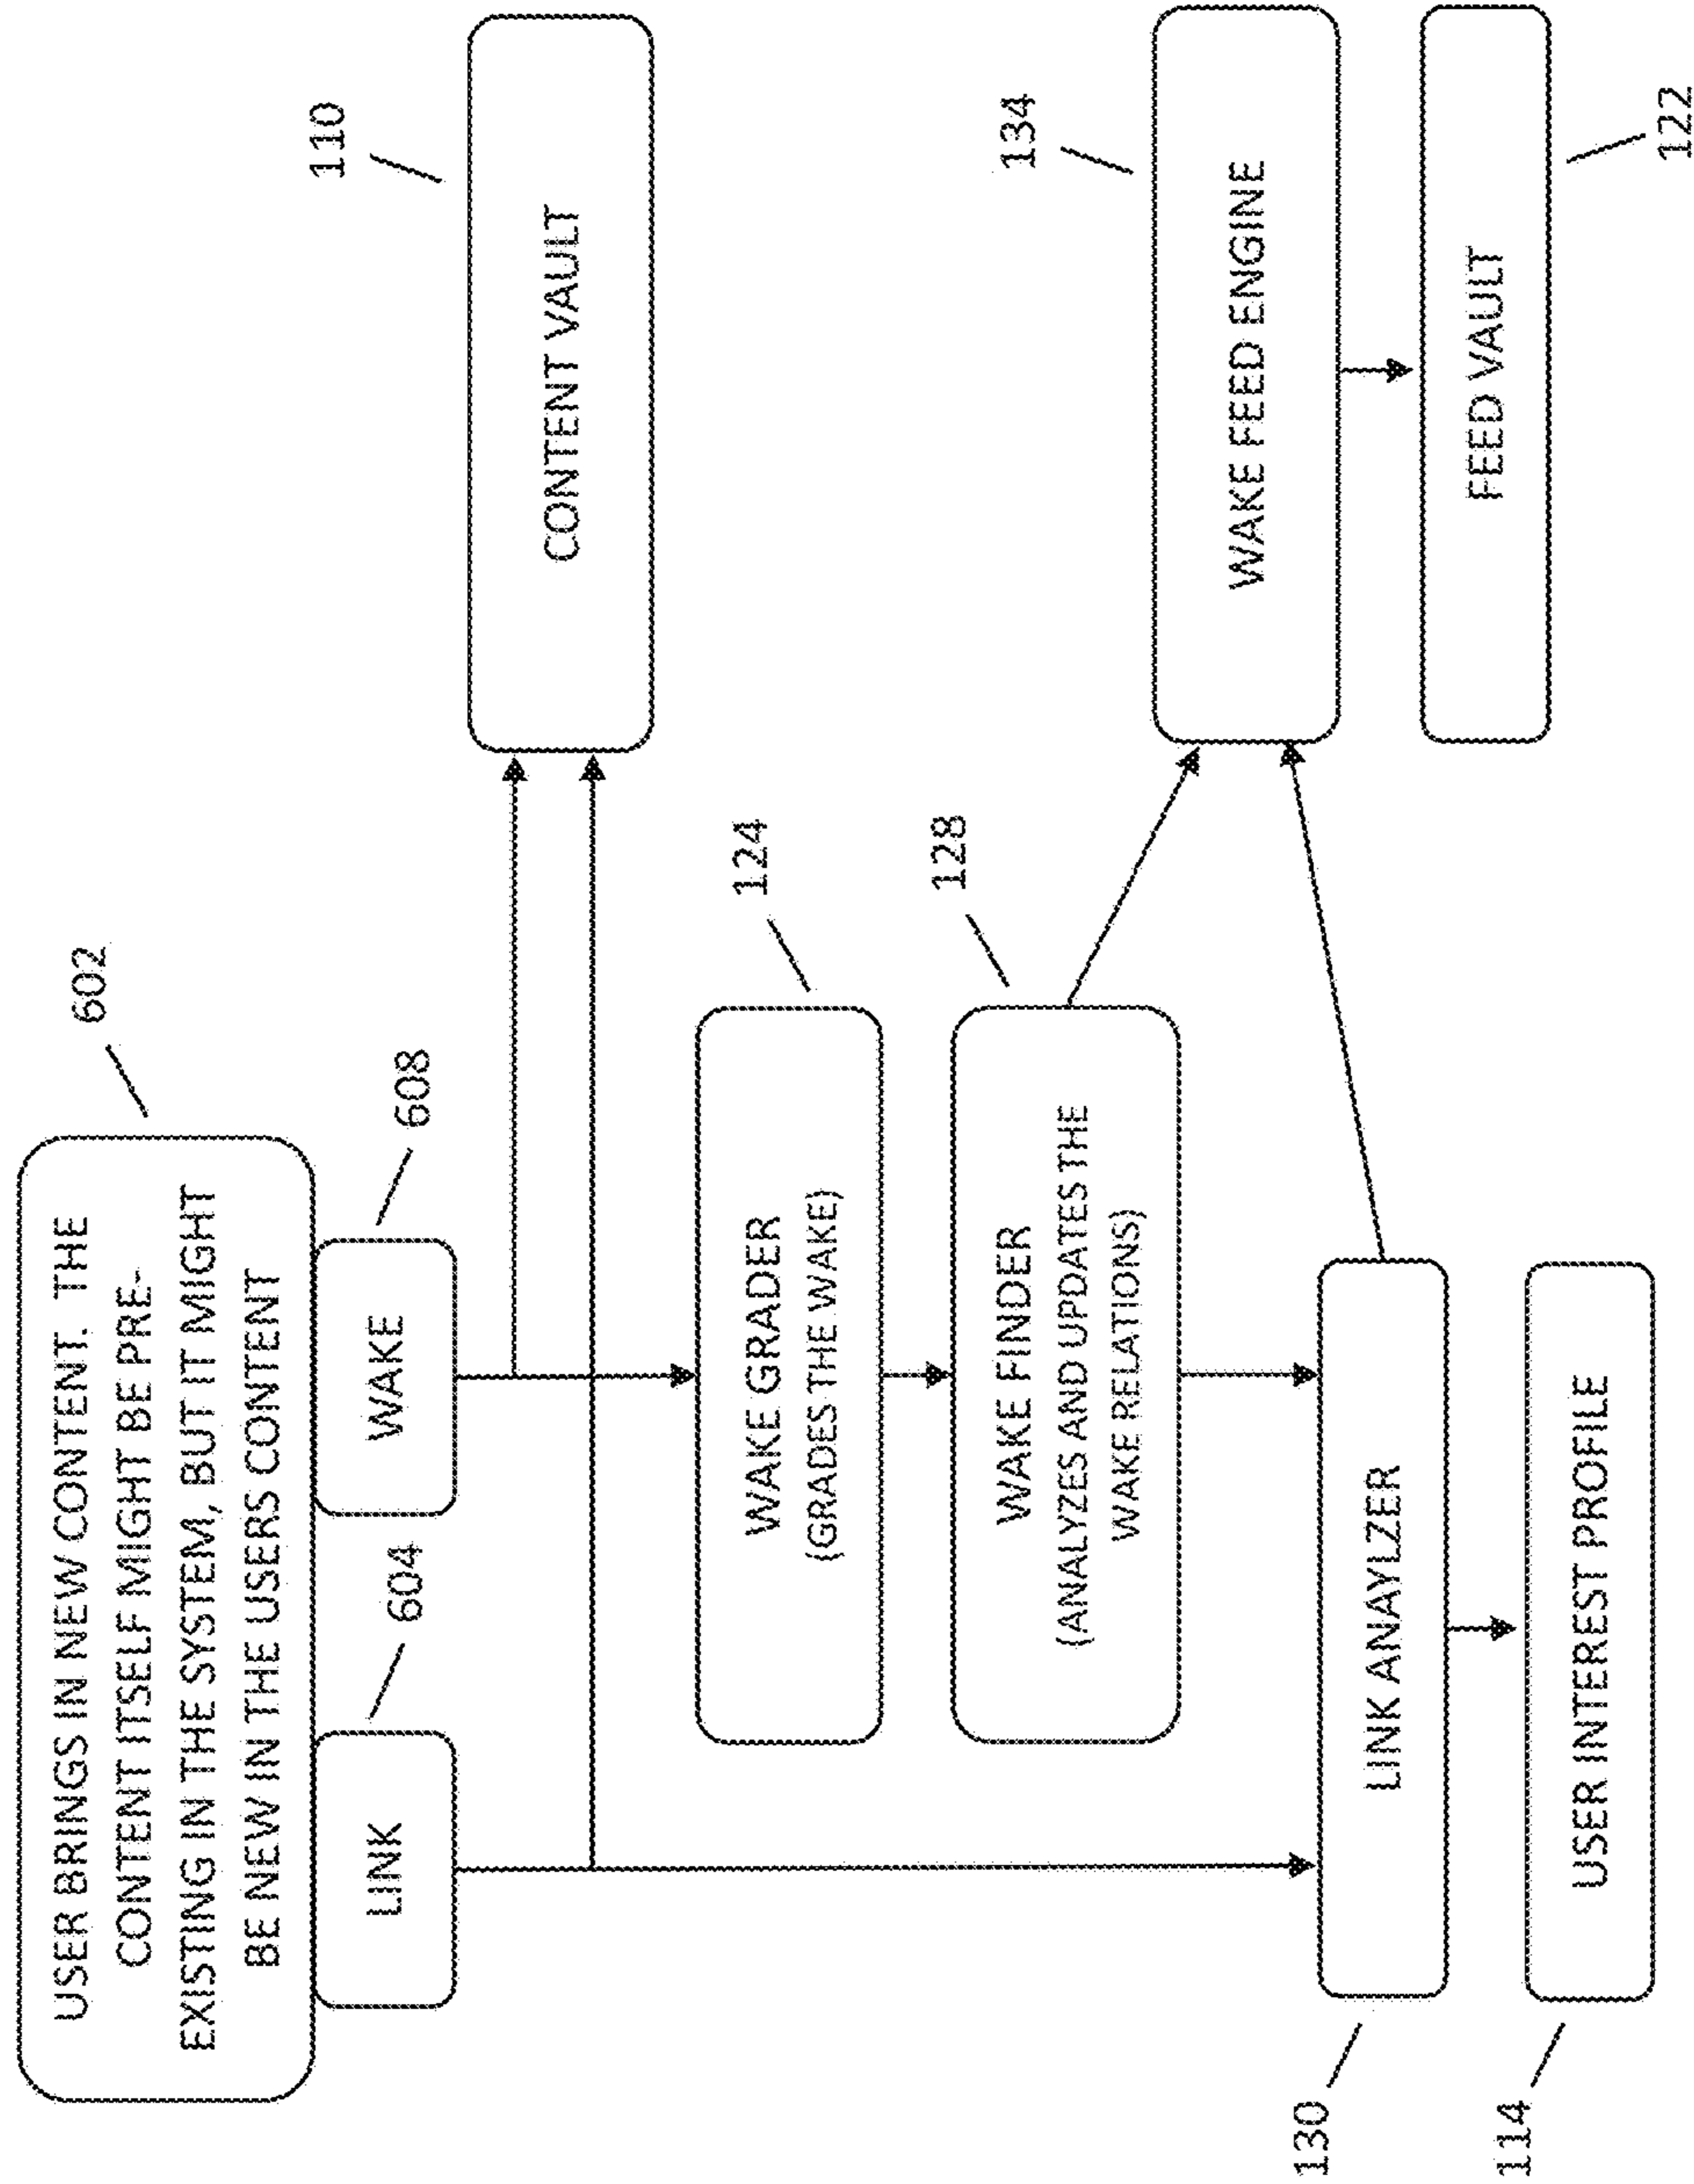 602
USER BRINGS IN NEW CONTENT. THE
CONTENT ITSELF MIGHT BE PRE-
EXISTING IN THE SYSTEM, BUT IT MIGHT
BE NEW IN THE USERS CONTENT
604
LINK
608
WAKE
110
CONTENT VAULT
124
WAKE GRADER
(GRADES THE WAKE)
128
WAKE FINDER
(ANALYZES AND UPDATES THE
WAKE RELATIONS)
134
WAKE FEED ENGINE
130
LINK ANAYLZER
FEED VAULT
122
114
USER INTEREST PROFILE